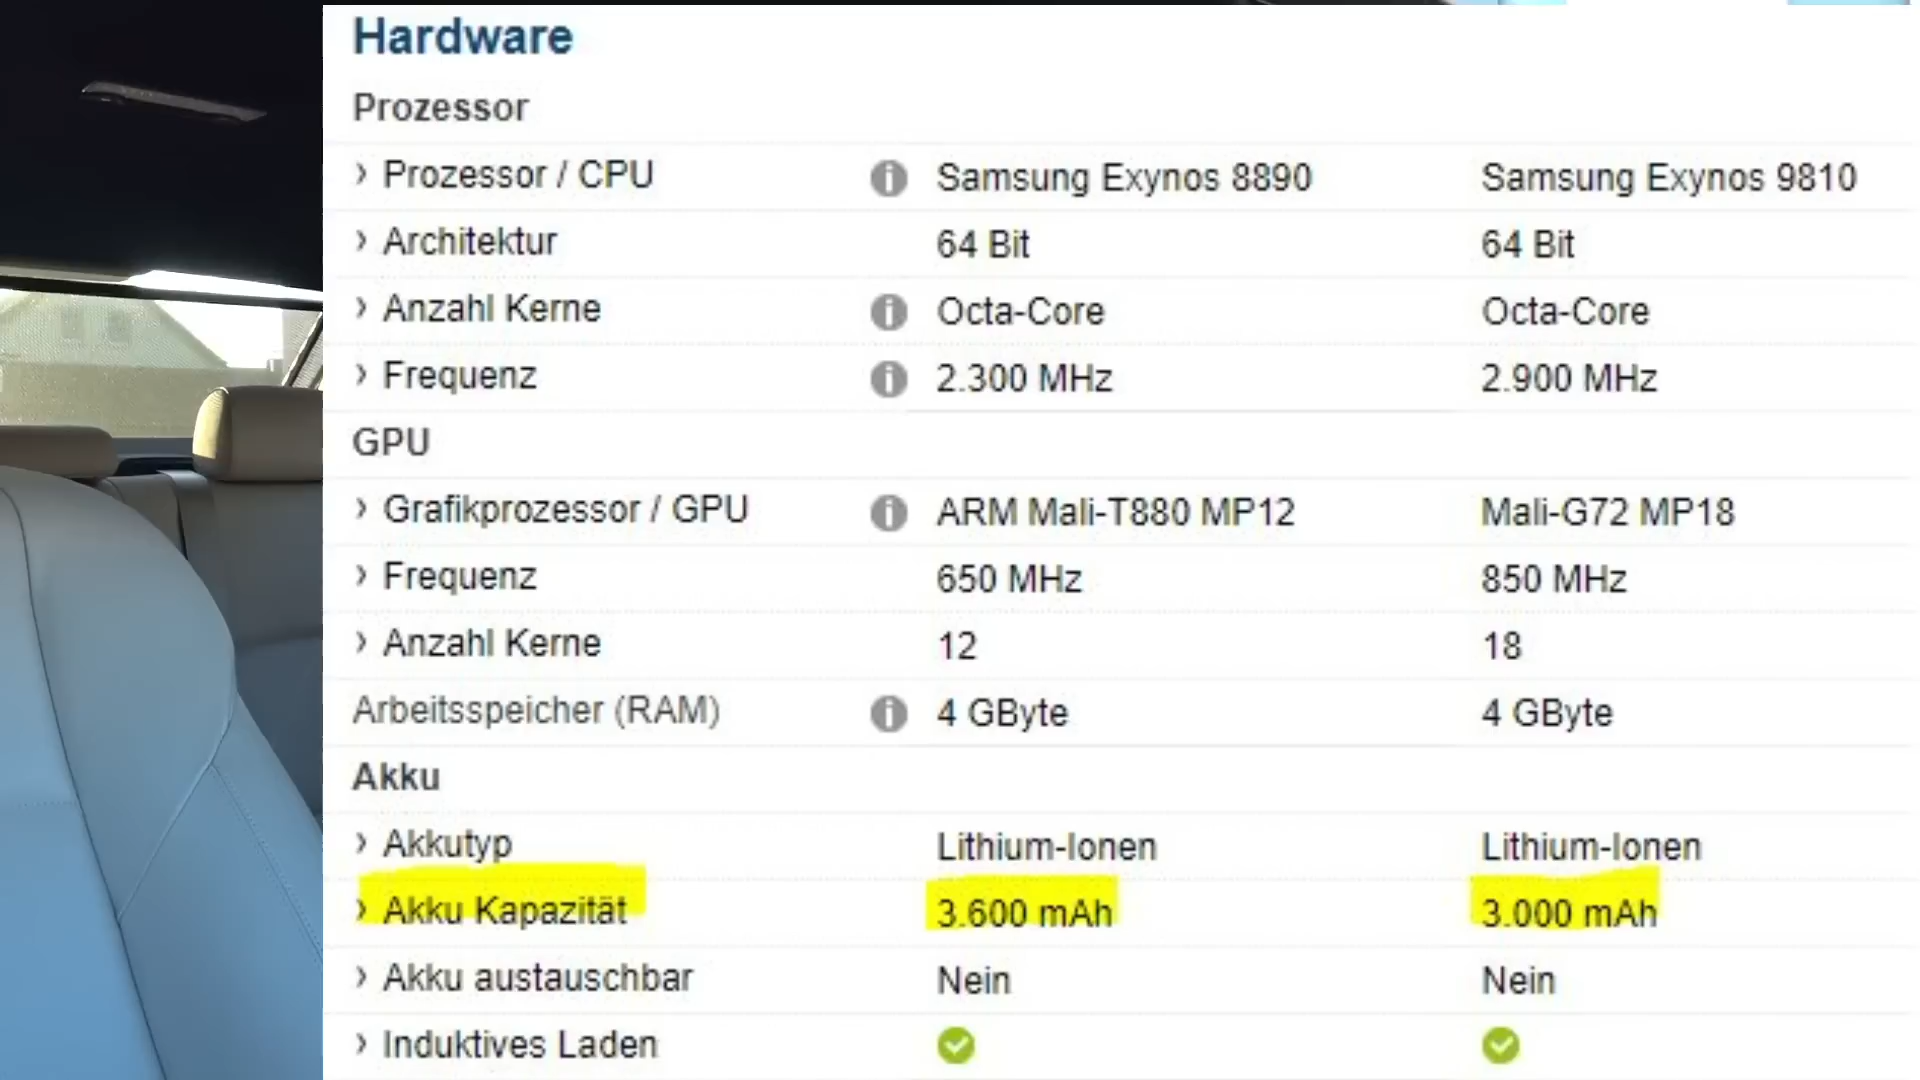 Hardware
Prozessor
Prozessor / CPU Samsung Exynos 8890 Samsung Exynos 9810
Architektur 64 Bit 64 Bit
Anzahl Kerne Octa-Core Octa-Core
Frequenz 2.300 MHz 2.900 MHz
GPU
Grafikprozessor / GPU ARM Mali-T880 MP12 Mali-G72 MP18
Frequenz 650 MHz 850 MHz
Anzahl Kerne 12 18
Arbeitsspeicher (RAM) 4 GByte 4 GByte
Akku
Akkutyp Lithium-Ionen Lithium-Ionen
Akku Kapazität 3.600 mAh 3.000 mAh
Akku austauschbar Nein Nein
Induktives Laden